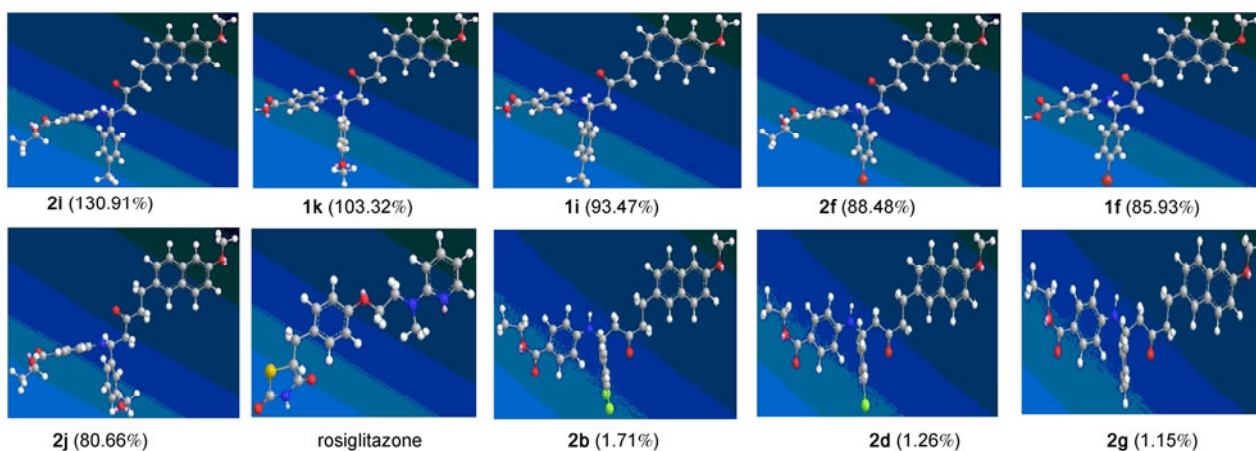 2i (130.91%) 1k (103.32%) 1i (93.47%) 2f (88.48%) 1f (85.93%)
2j (80.66%) rosiglitazone 2b (1.71%) 2d (1.26%) 2g (1.15%)